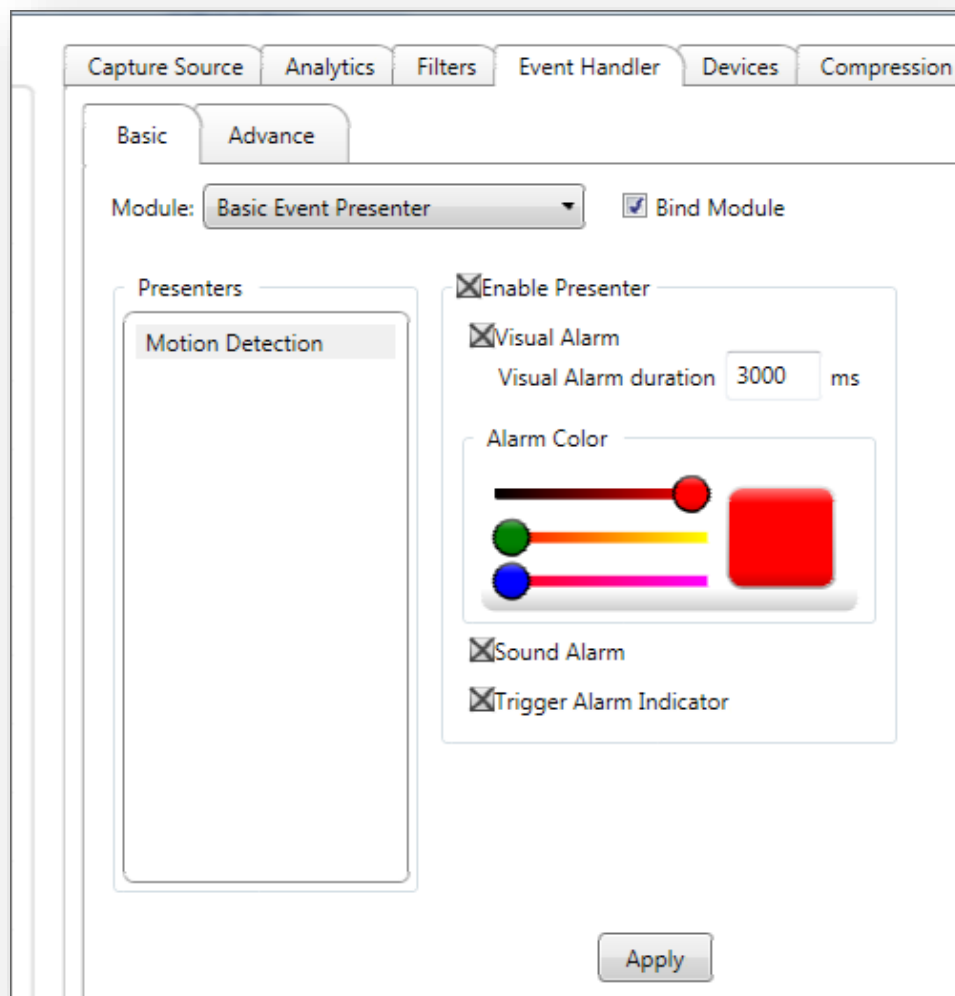 Capture Source Analytics Filters Event Handler Devices Compression
Basic Advance
Module: Basic Event Presenter Bind Module
Presenters
Motion Detection
Enable Presenter
Visual Alarm
Visual Alarm duration 3000 ms
Alarm Color
Sound Alarm
Trigger Alarm Indicator
Apply